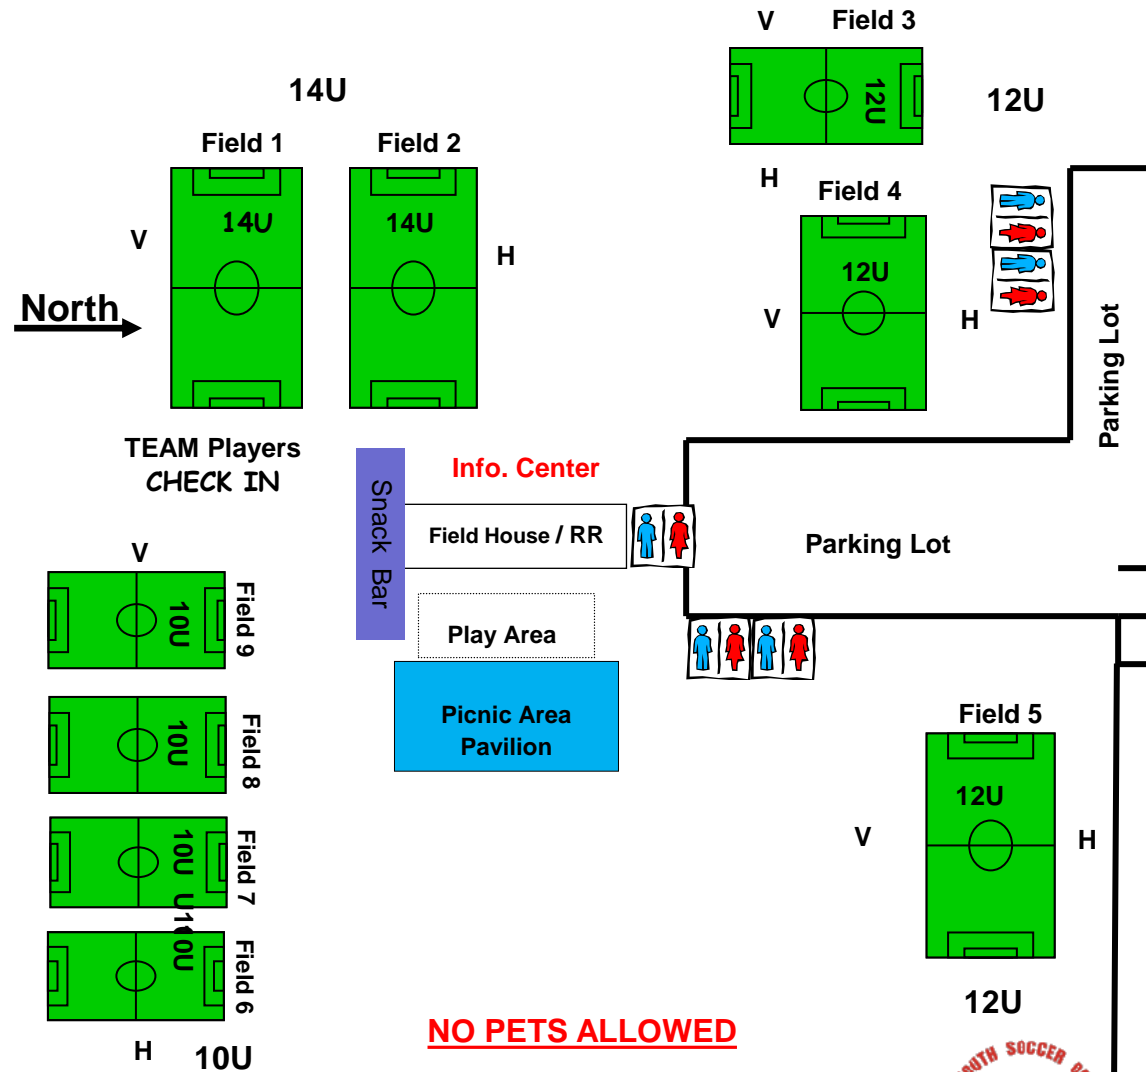 V Field 3
14U
12U
12U
Field 1
Field 2
H
Field 4
14U
14U
V
H
12U
North
V
H
Parking Lot
TEAM Players
CHECK IN
Info. Center
Snack Bar
Field House / RR
Parking Lot
V
Field 9
10U
Play Area
Picnic Area
Pavilion
Field 8
10U
Field 5
12U
V
H
Field 7
10U
Field 6
12U
NO PETS ALLOWED
H
10U
SOCCER